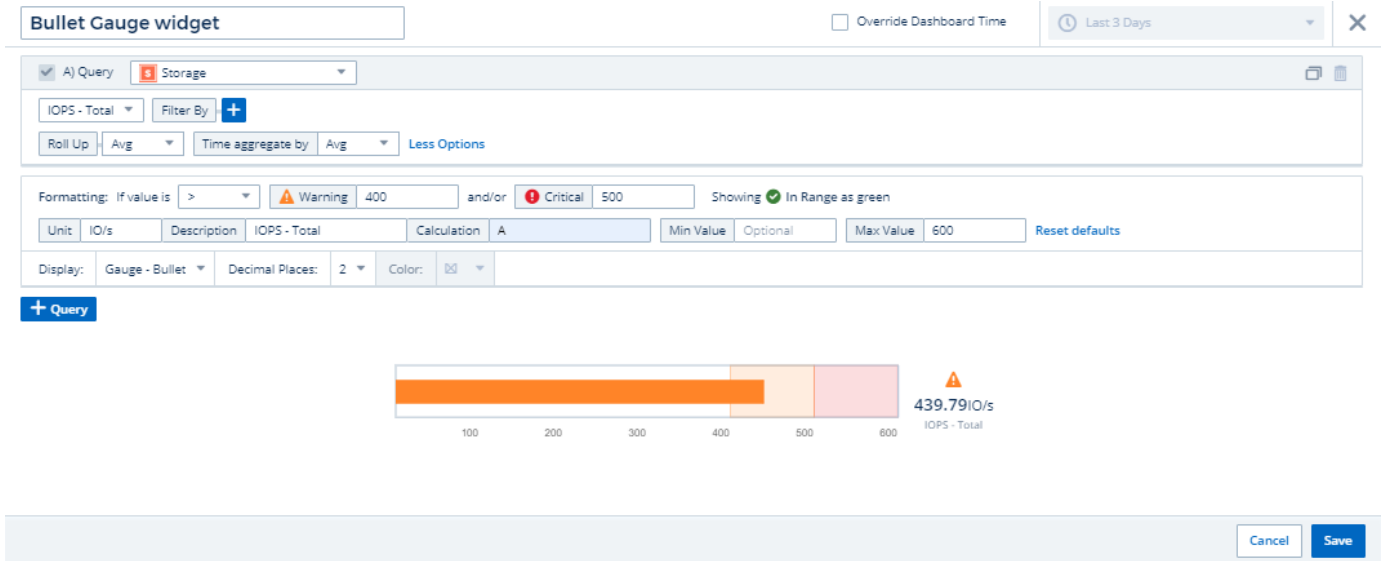 Bullet Gauge widget
Override Dashboard Time
Last 3 Days
A) Query
Storage
IOPS - Total
Filter By
Roll Up Avg
Time aggregate by Avg
Less Options
Formatting: If value is >
Warning 400
and/or
Critical 500
Showing In Range as green
Unit IO/s
Description IOPS - Total
Calculation A
Min Value Optional
Max Value 600
Reset defaults
Display: Gauge - Bullet
Decimal Places: 2
Color:
+ Query
439.79IO/s
IOPS - Total
100 200 300 400 500 600
Cancel
Save